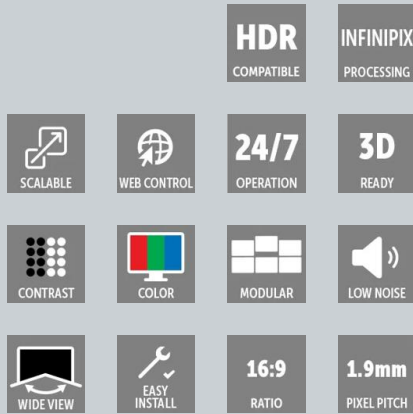 HDR
COMPATIBLE
INFINIPIX
PROCESSING
SCALABLE
WEB CONTROL
24/7
OPERATION
3D
READY
CONTRAST
COLOR
MODULAR
LOW NOISE
WIDE VIEW
EASY
INSTALL
16:9
RATIO
1.9mm
PIXEL PITCH